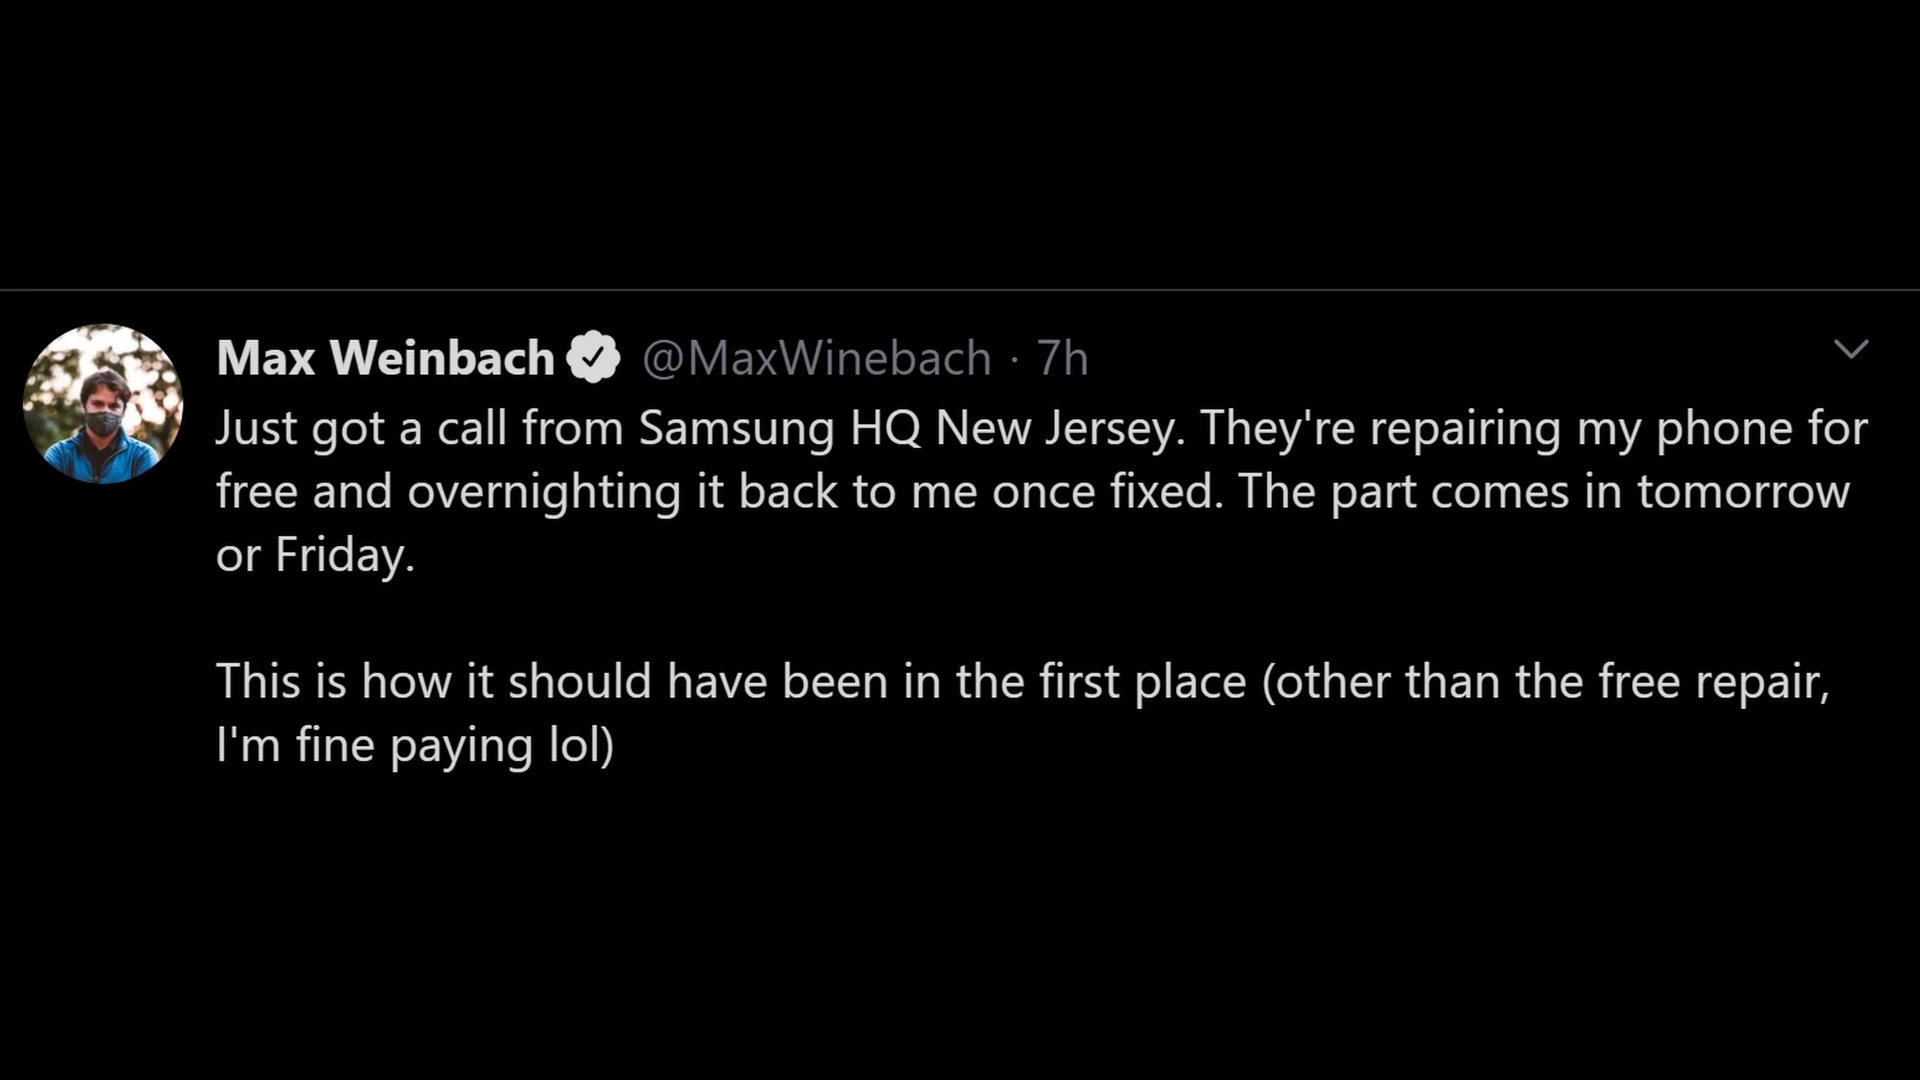 Max Weinbach @MaxWinebach · 7h
Just got a call from Samsung HQ New Jersey. They're repairing my phone for
free and overnighting it back to me once fixed. The part comes in tomorrow
or Friday.
This is how it should have been in the first place (other than the free repair,
I'm fine paying lol)